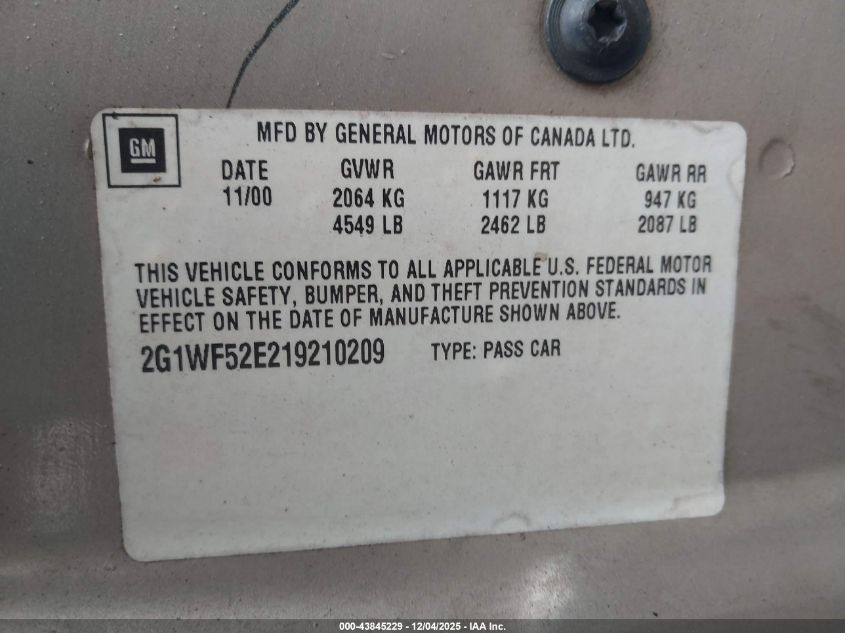 GM
MFD BY GENERAL MOTORS OF CANADA LTD.
DATE GVWR GAWR FRT GAWR RR
11/00 2064 KG 1117 KG 947 KG
4549 LB 2462 LB 2087 LB
THIS VEHICLE CONFORMS TO ALL APPLICABLE U.S. FEDERAL MOTOR
VEHICLE SAFETY, BUMPER, AND THEFT PREVENTION STANDARDS IN
EFFECT ON THE DATE OF MANUFACTURE SHOWN ABOVE.
2G1WF52E219210209 TYPE: PASS CAR
000-43845229 - 12/04/2025 - IAA Inc.